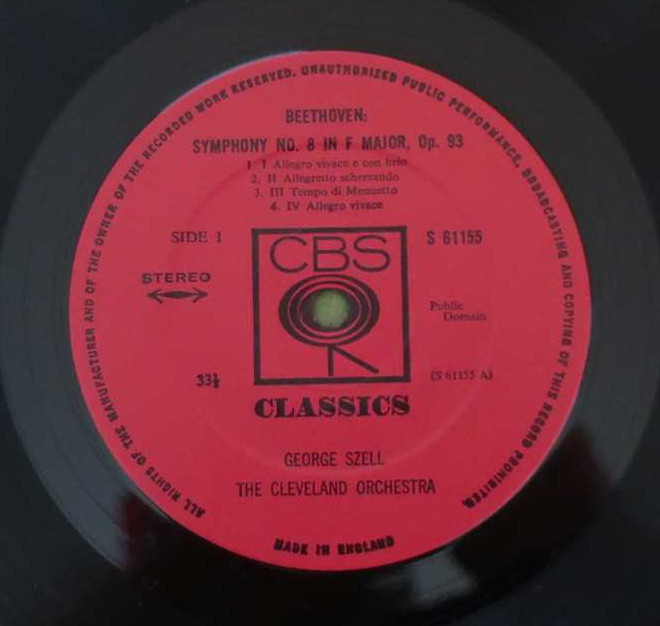 ALL RIGHTS OF THE MANUFACTURER AND OF THE OWNER OF THE RECORDED WORK RESERVED. UNAUTHORIZED PUBLIC PERFORMANCE, BROADCASTING AND COPYING OF THIS RECORD PROHIBITED.
BEETHOVEN:
SYMPHONY NO. 8 IN F MAJOR, Op. 93
1. I Allegro vivace e con brio
2. II Allegretto scherzando
3. III Tempo di Menuetto
4. IV Allegro vivace
SIDE 1
CBS
S 61155
STEREO
Public
Domain
33⅓
(S 61155 A)
CLASSICS
GEORGE SZELL
THE CLEVELAND ORCHESTRA
MADE IN ENGLAND